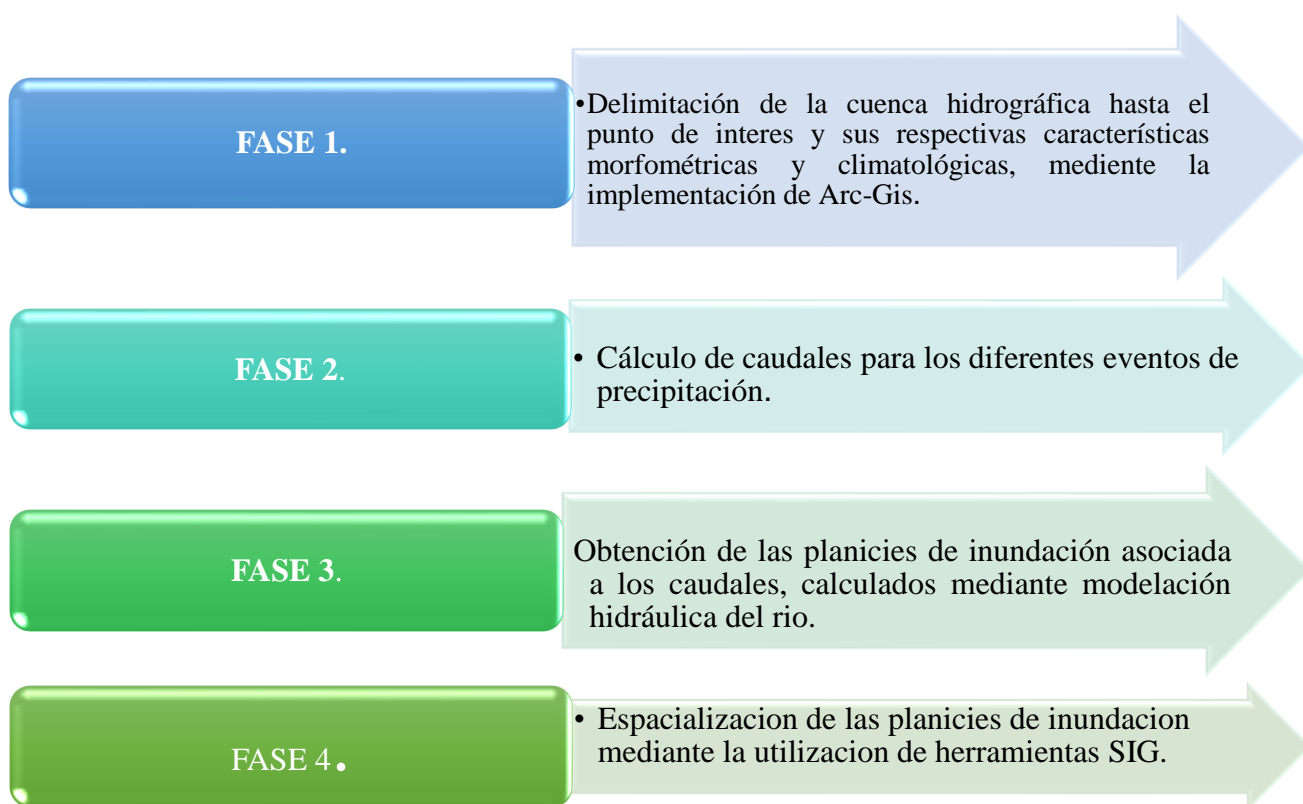 FASE 1.
•Delimitación de la cuenca hidrográfica hasta el
punto de interes y sus respectivas características
morfométricas y climatológicas, mediente la
implementación de Arc-Gis.
FASE 2.
• Cálculo de caudales para los diferentes eventos de
precipitación.
FASE 3.
Obtención de las planicies de inundación asociada
a los caudales, calculados mediante modelación
hidráulica del rio.
FASE 4.
• Espacializacion de las planicies de inundacion
mediante la utilizacion de herramientas SIG.